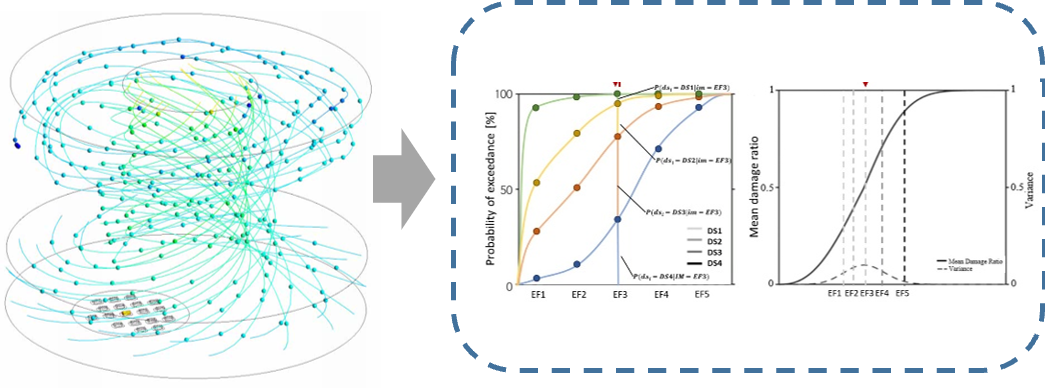 Probability of exceedance [%]
100
50
0
EF1 EF2 EF3 EF4 EF5
P(ds₁ = DS1|im = EF3)
P(ds₁ = DS2|im = EF3)
P(ds₁ = DS3|im = EF3)
P(ds₁ = DS4|IM = EF3)
DS1
DS2
DS3
DS4
Mean damage ratio
1
0.5
0
EF1 EF2 EF3 EF4 EF5
Mean Damage Ratio
Variance
1
0.5
0
Variance